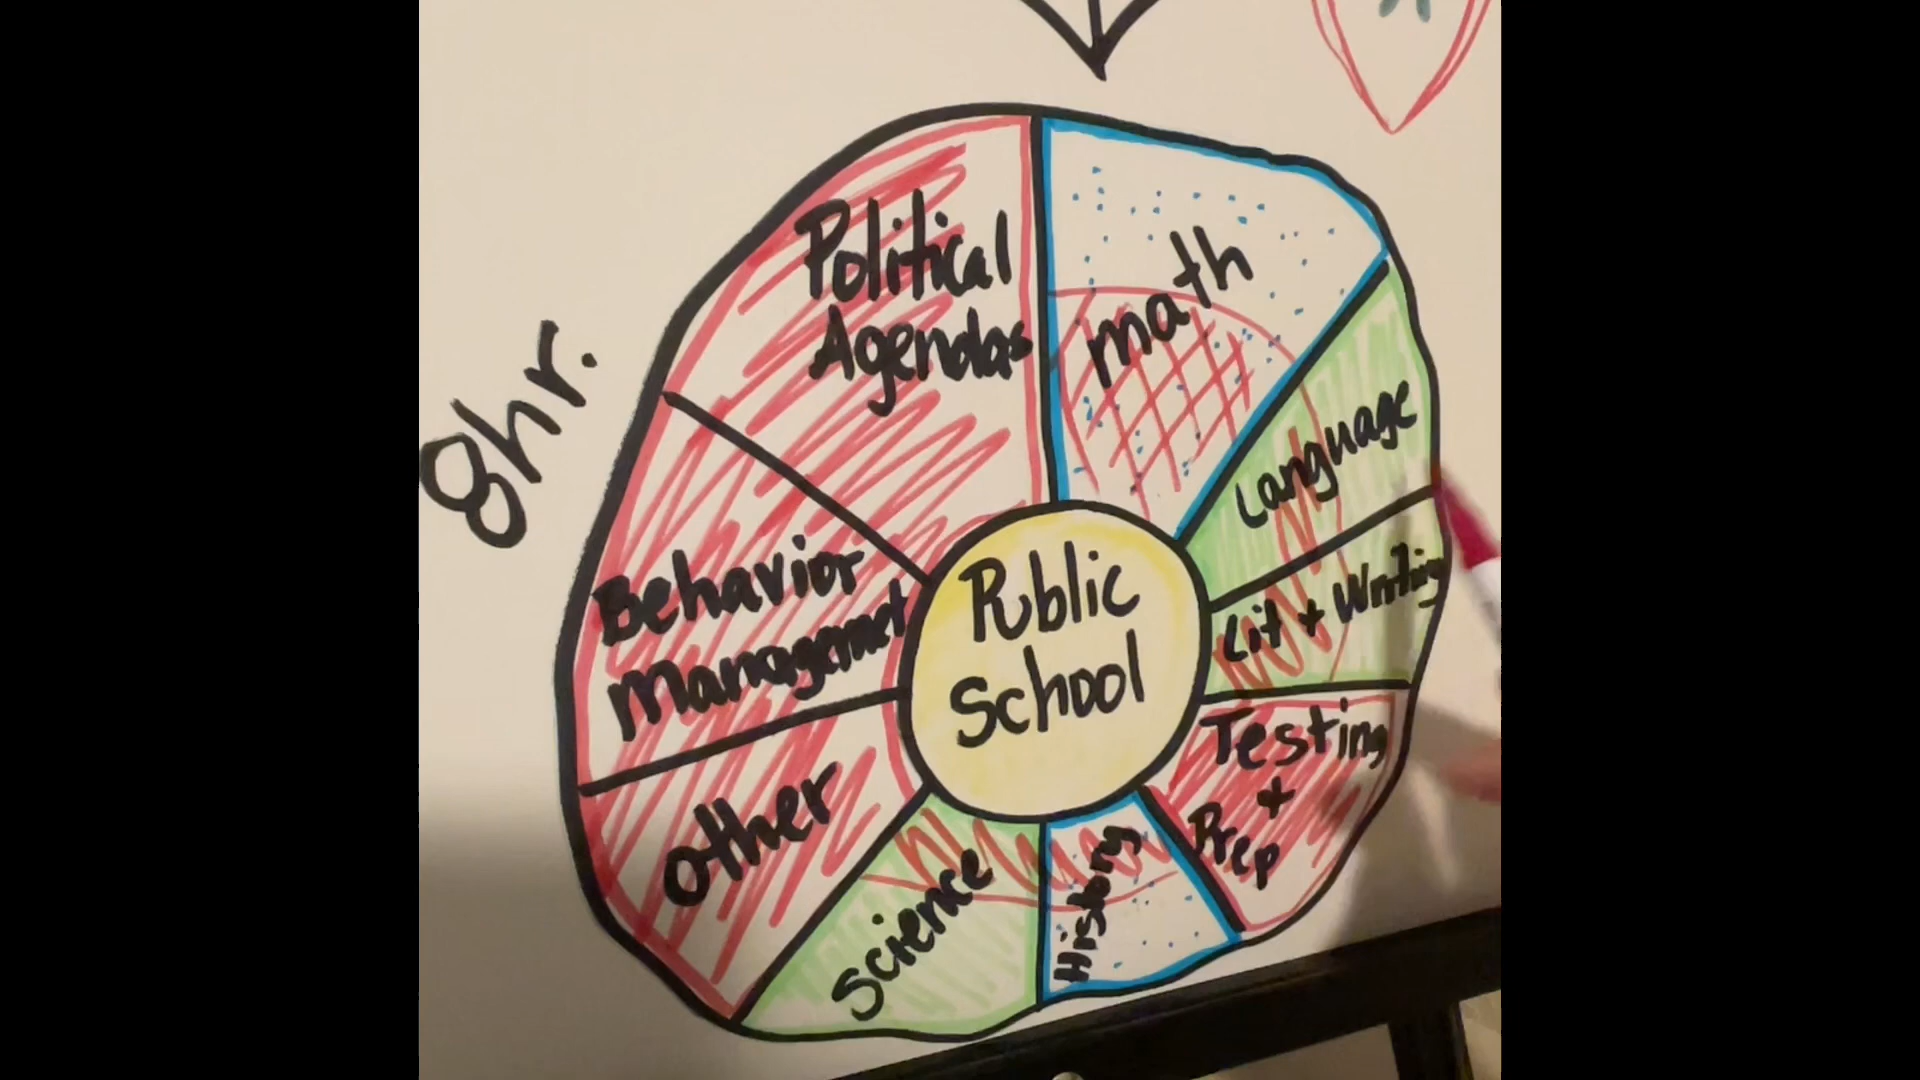 8hr.
Political
Agendas
math
Language
Lit + Writing
Testing
+
Prep
History
Science
other
Behavior
Management
Public
School